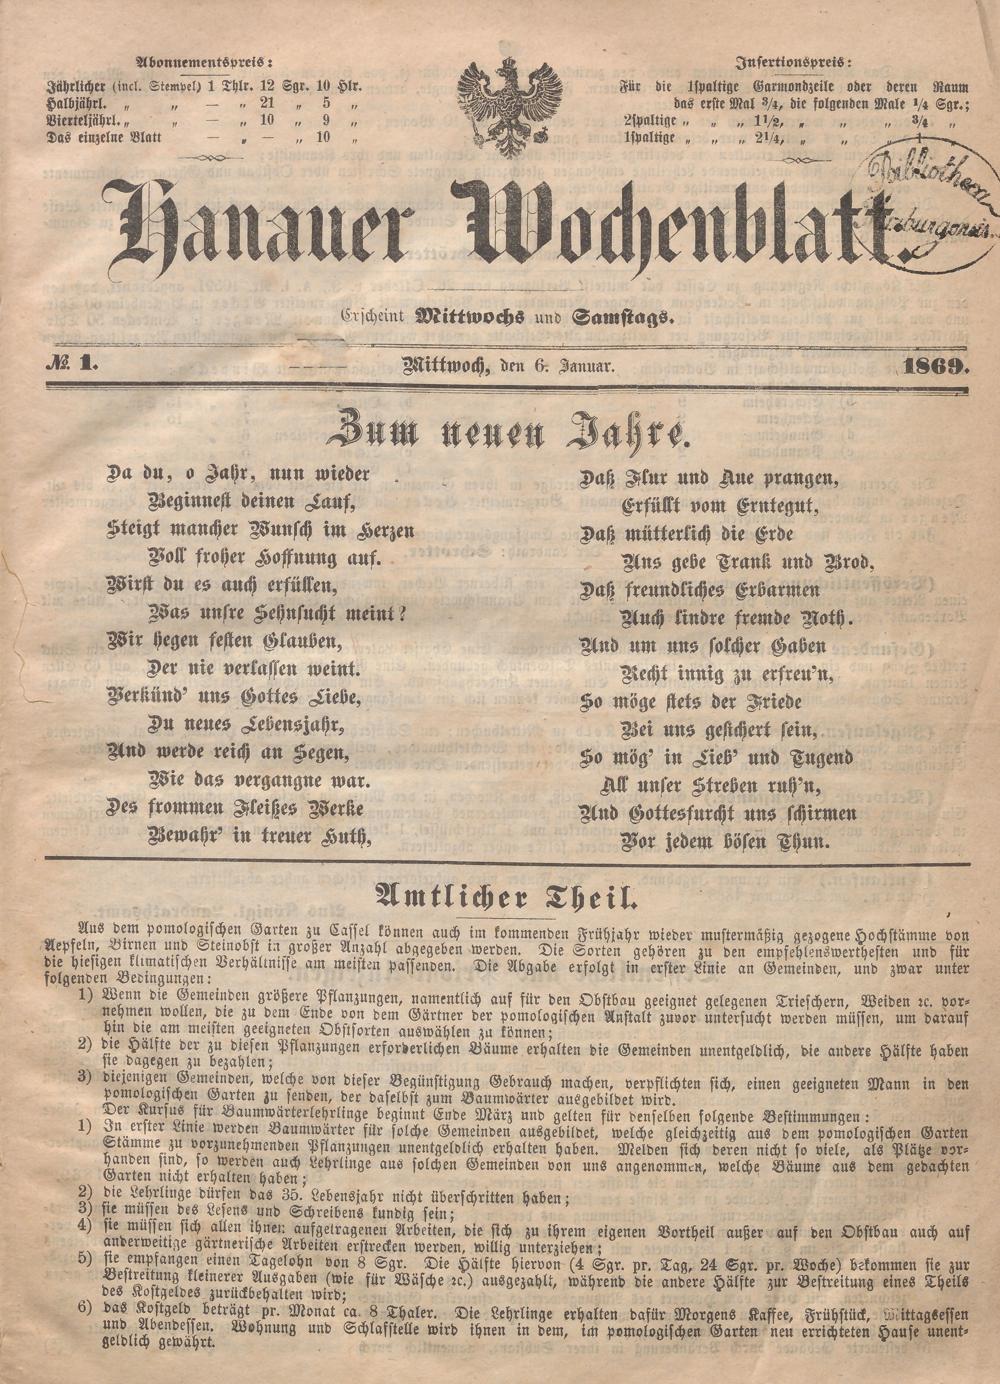 Abonnementspreis:
Jährlicher (incl. Stempel) 1 Thlr. 12 Sgr. 10 Hlr.
Halbjährl. „ „ — „ 21 „ 5 „
Vierteljährl. „ „ — „ 10 „ 9 „
Das einzelne Blatt — „ — „ 10 „
Insertionspreis:
Für die 1spaltige Garmondzeile oder deren Raum
das erste Mal 3/4, die folgenden Male 1/4 Sgr.;
2spaltige „ „ „ 1 1/2, „ „ „ 3/4 „
1spaltige „ „ „ 2 1/4, „ „ „ 1
Bibliotheca
Hanauer Wochenblatt.
Erscheint Mittwochs und Samstags.
№ 1. Mittwoch, den 6. Januar. 1869.
Zum neuen Jahre.
Da du, o Jahr, nun wieder
Beginnest deinen Lauf,
Steigt mancher Wunsch im Herzen
Voll froher Hoffnung auf.
Wirst du es auch erfüllen,
Was unsre Sehnsucht meint?
Wir hegen festen Glauben,
Der nie verlassen weint.
Verkünd' uns Gottes Liebe,
Du neues Lebensjahr,
Und werde reich an Segen,
Wie das vergangne war.
Des frommen Fleißes Werke
Bewahr' in treuer Huth,
Daß Flur und Aue prangen,
Erfüllt vom Erntegut,
Daß mütterlich die Erde
Uns gebe Trank und Brod,
Daß freundliches Erbarmen
Auch lindre fremde Noth.
Und um uns solcher Gaben
Recht innig zu erfreu'n,
So möge stets der Friede
Bei uns gesichert sein,
So mög' in Lieb' und Tugend
All unser Streben ruh'n,
Und Gottesfurcht uns schirmen
Vor jedem bösen Thun.
Amtlicher Theil.
Aus dem pomologischen Garten zu Cassel können auch im kommenden Frühjahr wieder mustermäßig gezogene Hochstämme von
Aepfeln, Birnen und Steinobst in großer Anzahl abgegeben werden. Die Sorten gehören zu den empfehlenswerthesten und für
die hiesigen klimatischen Verhältnisse am meisten passenden. Die Abgabe erfolgt in erster Linie an Gemeinden, und zwar unter
folgenden Bedingungen:
1) Wenn die Gemeinden größere Pflanzungen, namentlich auf für den Obstbau geeignet gelegenen Trieschern, Weiden ꝛc. vor-
nehmen wollen, die zu dem Ende von dem Gärtner der pomologischen Anstalt zuvor untersucht werden müssen, um darauf
hin die am meisten geeigneten Obstsorten auswählen zu können;
2) die Hälfte der zu diesen Pflanzungen erforderlichen Bäume erhalten die Gemeinden unentgeldlich, die andere Hälfte haben
sie dagegen zu bezahlen;
3) diejenigen Gemeinden, welche von dieser Begünstigung Gebrauch machen, verpflichten sich, einen geeigneten Mann in den
pomologischen Garten zu senden, der daselbst zum Baumwärter ausgebildet wird.
Der Kursus für Baumwärterlehrlinge beginnt Ende März und gelten für denselben folgende Bestimmungen:
1) In erster Linie werden Baumwärter für solche Gemeinden ausgebildet, welche gleichzeitig aus dem pomologischen Garten
Stämme zu vorzunehmenden Pflanzungen unentgeldlich erhalten haben. Melden sich deren nicht so viele, als Plätze vor-
handen sind, so werden auch Lehrlinge aus solchen Gemeinden von uns angenommen, welche Bäume aus dem gedachten
Garten nicht erhalten haben;
2) die Lehrlinge dürfen das 35. Lebensjahr nicht überschritten haben;
3) sie müssen des Lesens und Schreibens kundig sein;
4) sie müssen sich allen ihnen aufgetragenen Arbeiten, die sich zu ihrem eigenen Vortheil außer auf den Obstbau auch auf
anderweitige gärtnerische Arbeiten erstrecken werden, willig unterziehen;
5) sie empfangen einen Tagelohn von 8 Sgr. Die Hälfte hiervon (4 Sgr. pr. Tag, 24 Sgr. pr. Woche) bekommen sie zur
Bestreitung kleinerer Ausgaben (wie für Wäsche ꝛc.) ausgezahlt, während die andere Hälfte zur Bestreitung eines Theils
des Kostgeldes zurückbehalten wird;
6) das Kostgeld beträgt pr. Monat ca. 8 Thaler. Die Lehrlinge erhalten dafür Morgens Kaffee, Frühstück, Mittagsessen
und Abendessen. Wohnung und Schlafstelle wird ihnen in dem, im pomologischen Garten neu errichteten Hause unent-
geldlich gewährt.